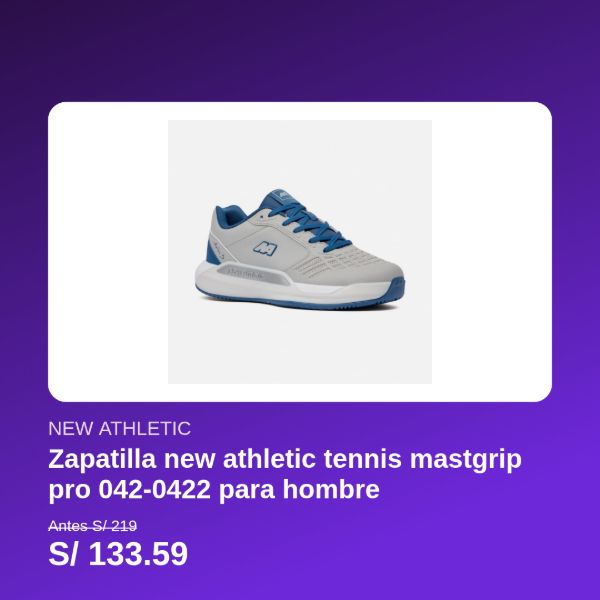 NEW ATHLETIC
Zapatilla new athletic tennis mastgrip
pro 042-0422 para hombre
Antes S/ 219
S/ 133.59